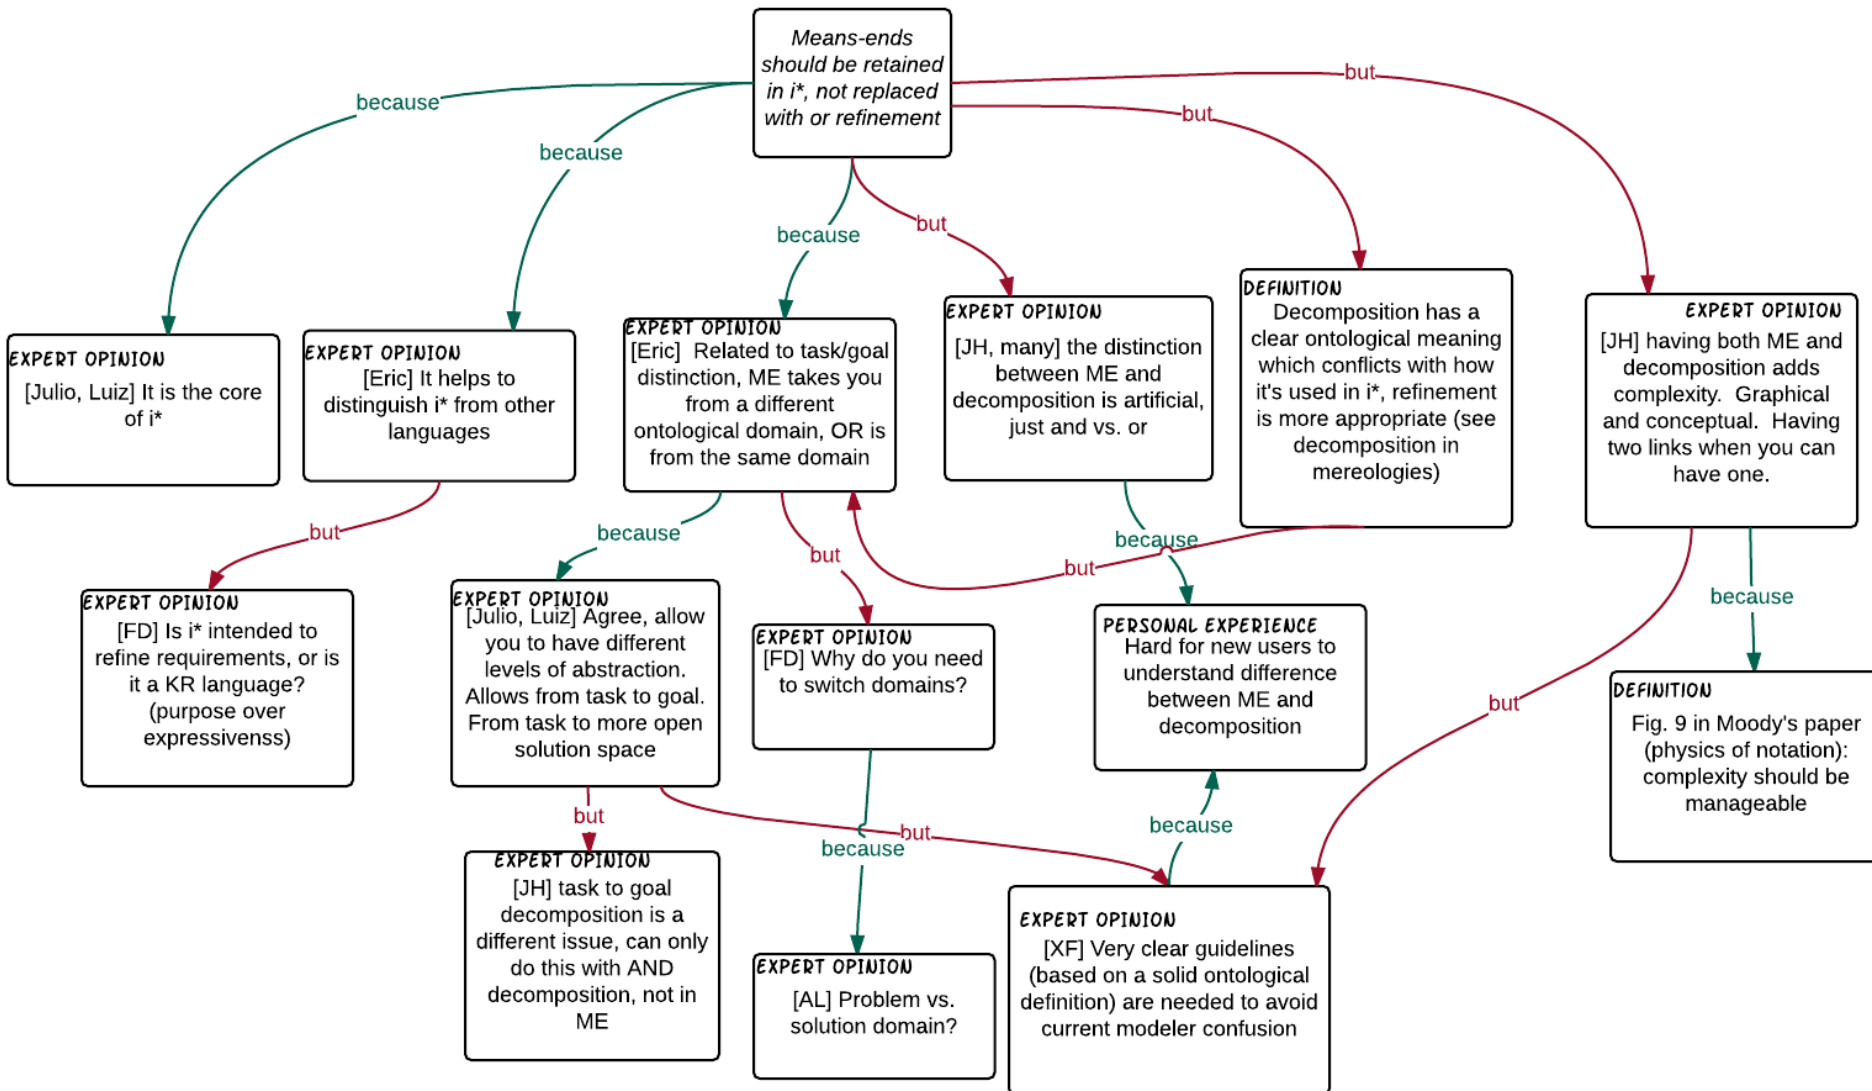 Means-ends
should be retained
in i*, not replaced
with or refinement
because
because
because
but
but
but
EXPERT OPINION
[Julio, Luiz] It is the core
of i*
EXPERT OPINION
[Eric] It helps to
distinguish i* from other
languages
EXPERT OPINION
[Eric] Related to task/goal
distinction, ME takes you
from a different
ontological domain, OR is
from the same domain
EXPERT OPINION
[JH, many] the distinction
between ME and
decomposition is artificial,
just and vs. or
DEFINITION
Decomposition has a
clear ontological meaning
which conflicts with how
it's used in i*, refinement
is more appropriate (see
decomposition in
mereologies)
EXPERT OPINION
[JH] having both ME and
decomposition adds
complexity. Graphical
and conceptual. Having
two links when you can
have one.
but
because
but
because
but
but
because
EXPERT OPINION
[FD] Is i* intended to
refine requirements, or is
it a KR language?
(purpose over
expressivenss)
EXPERT OPINION
[Julio, Luiz] Agree, allow
you to have different
levels of abstraction.
Allows from task to goal.
From task to more open
solution space
EXPERT OPINION
[FD] Why do you need
to switch domains?
PERSONAL EXPERIENCE
Hard for new users to
understand difference
between ME and
decomposition
DEFINITION
Fig. 9 in Moody's paper
(physics of notation):
complexity should be
manageable
but
but
because
because
EXPERT OPINION
[JH] task to goal
decomposition is a
different issue, can only
do this with AND
decomposition, not in
ME
EXPERT OPINION
[AL] Problem vs.
solution domain?
EXPERT OPINION
[XF] Very clear guidelines
(based on a solid ontological
definition) are needed to avoid
current modeler confusion